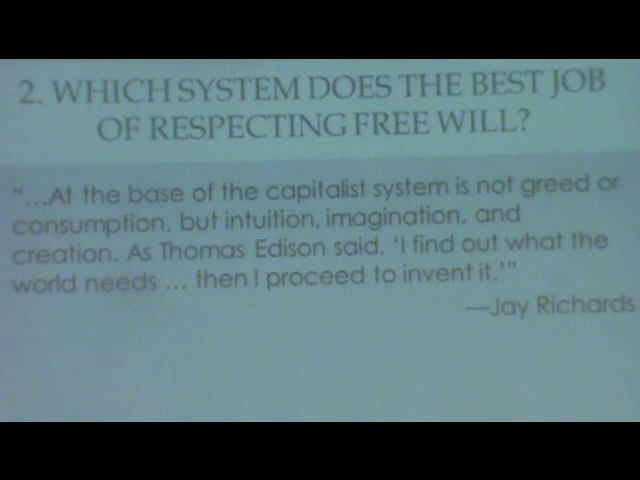 2. WHICH SYSTEM DOES THE BEST JOB
OF RESPECTING FREE WILL?
“...At the base of the capitalist system is not greed or
consumption, but intuition, imagination, and
creation. As Thomas Edison said, ‘I find out what the
world needs ... then I proceed to invent it.’”
—Jay Richards